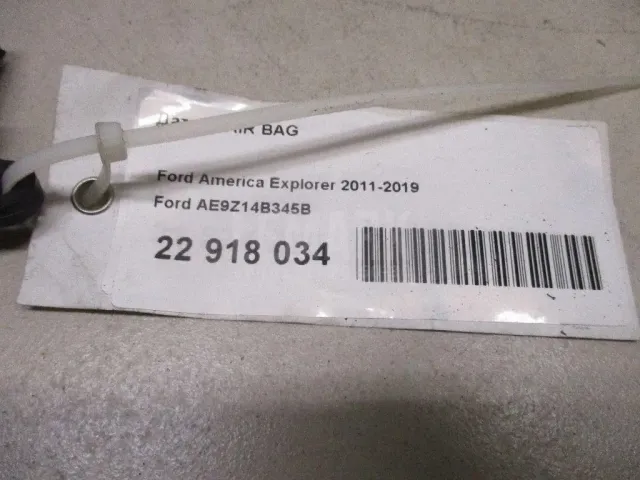 AIR BAG
Ford America Explorer 2011-2019
Ford AE9Z14B345B
22 918 034